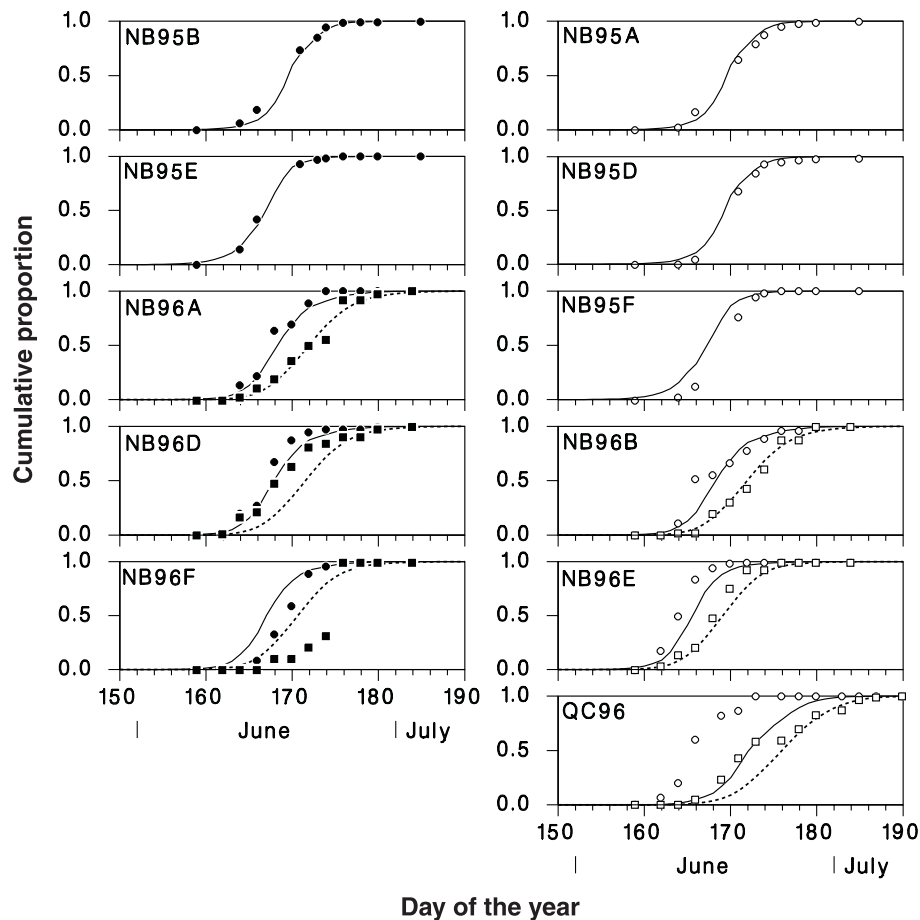 Cumulative proportion
1.0 NB95B
0.5
0.0
1.0 NB95E
0.5
0.0
1.0 NB96A
0.5
0.0
1.0 NB96D
0.5
0.0
1.0 NB96F
0.5
0.0
150 160 170 180 190
June July
1.0 NB95A
0.5
0.0
1.0 NB95D
0.5
0.0
1.0 NB95F
0.5
0.0
1.0 NB96B
0.5
0.0
1.0 NB96E
0.5
0.0
1.0 QC96
0.5
0.0
150 160 170 180 190
June July
Day of the year